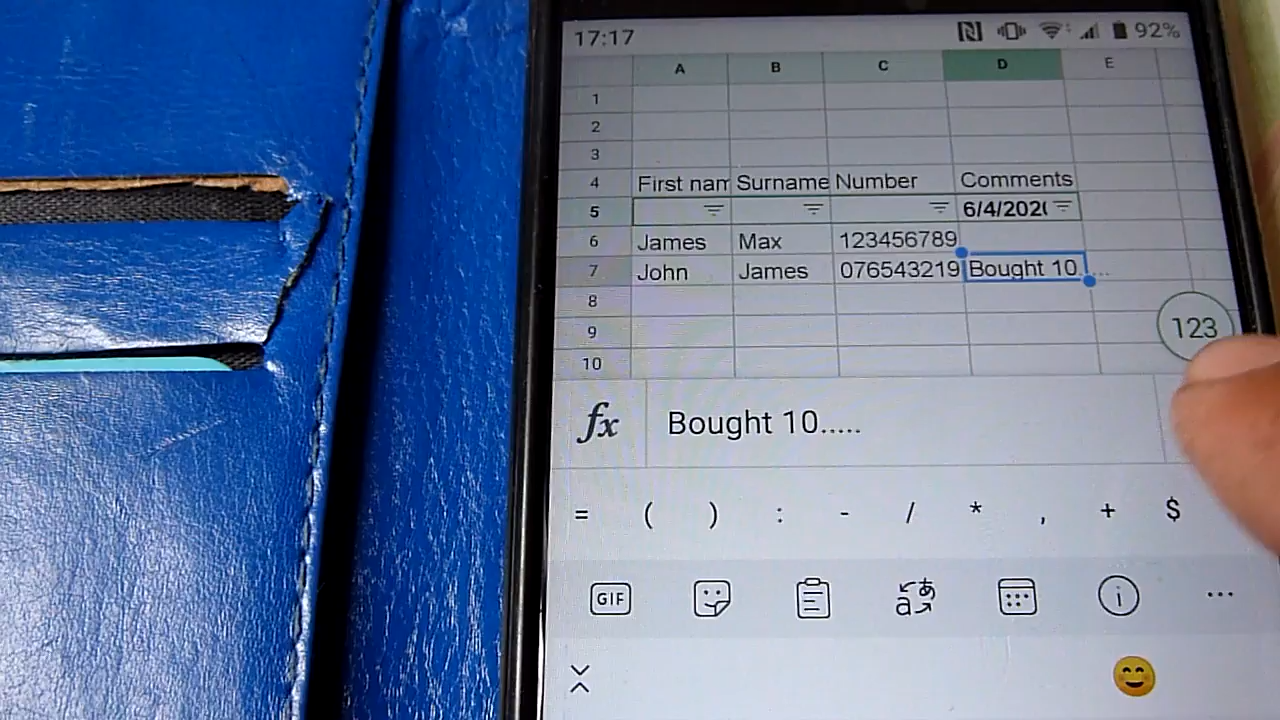 17:17 92%
A B C D E
1
2
3
4 First nam Surname Number Comments
5 6/4/202
6 James Max 123456789
7 John James 076543219 Bought 10.....
8
9
10
123
fx Bought 10.....
= ( ) : - / * , + $
GIF a あ i ...